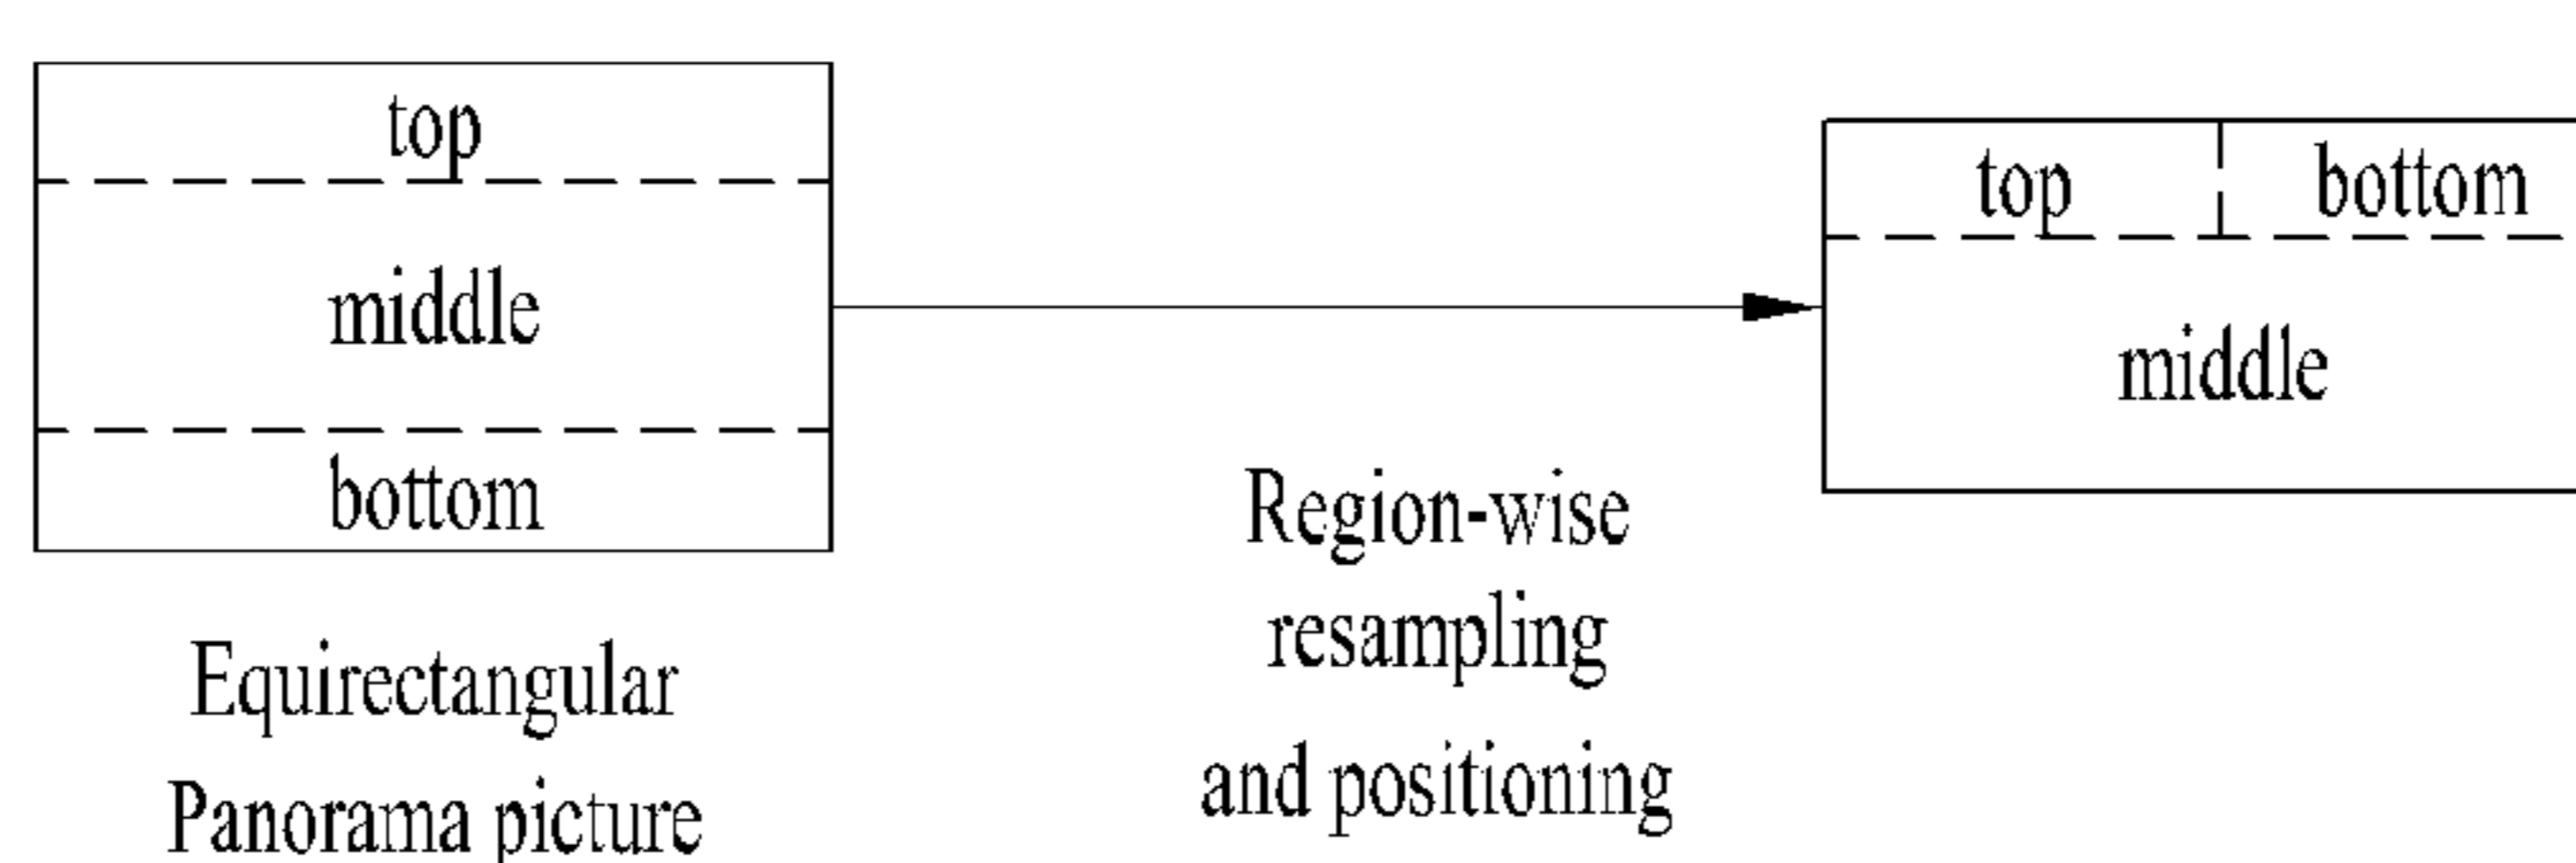 top
middle
bottom
Equirectangular
Panorama picture
Region-wise
resampling
and positioning
top bottom
middle